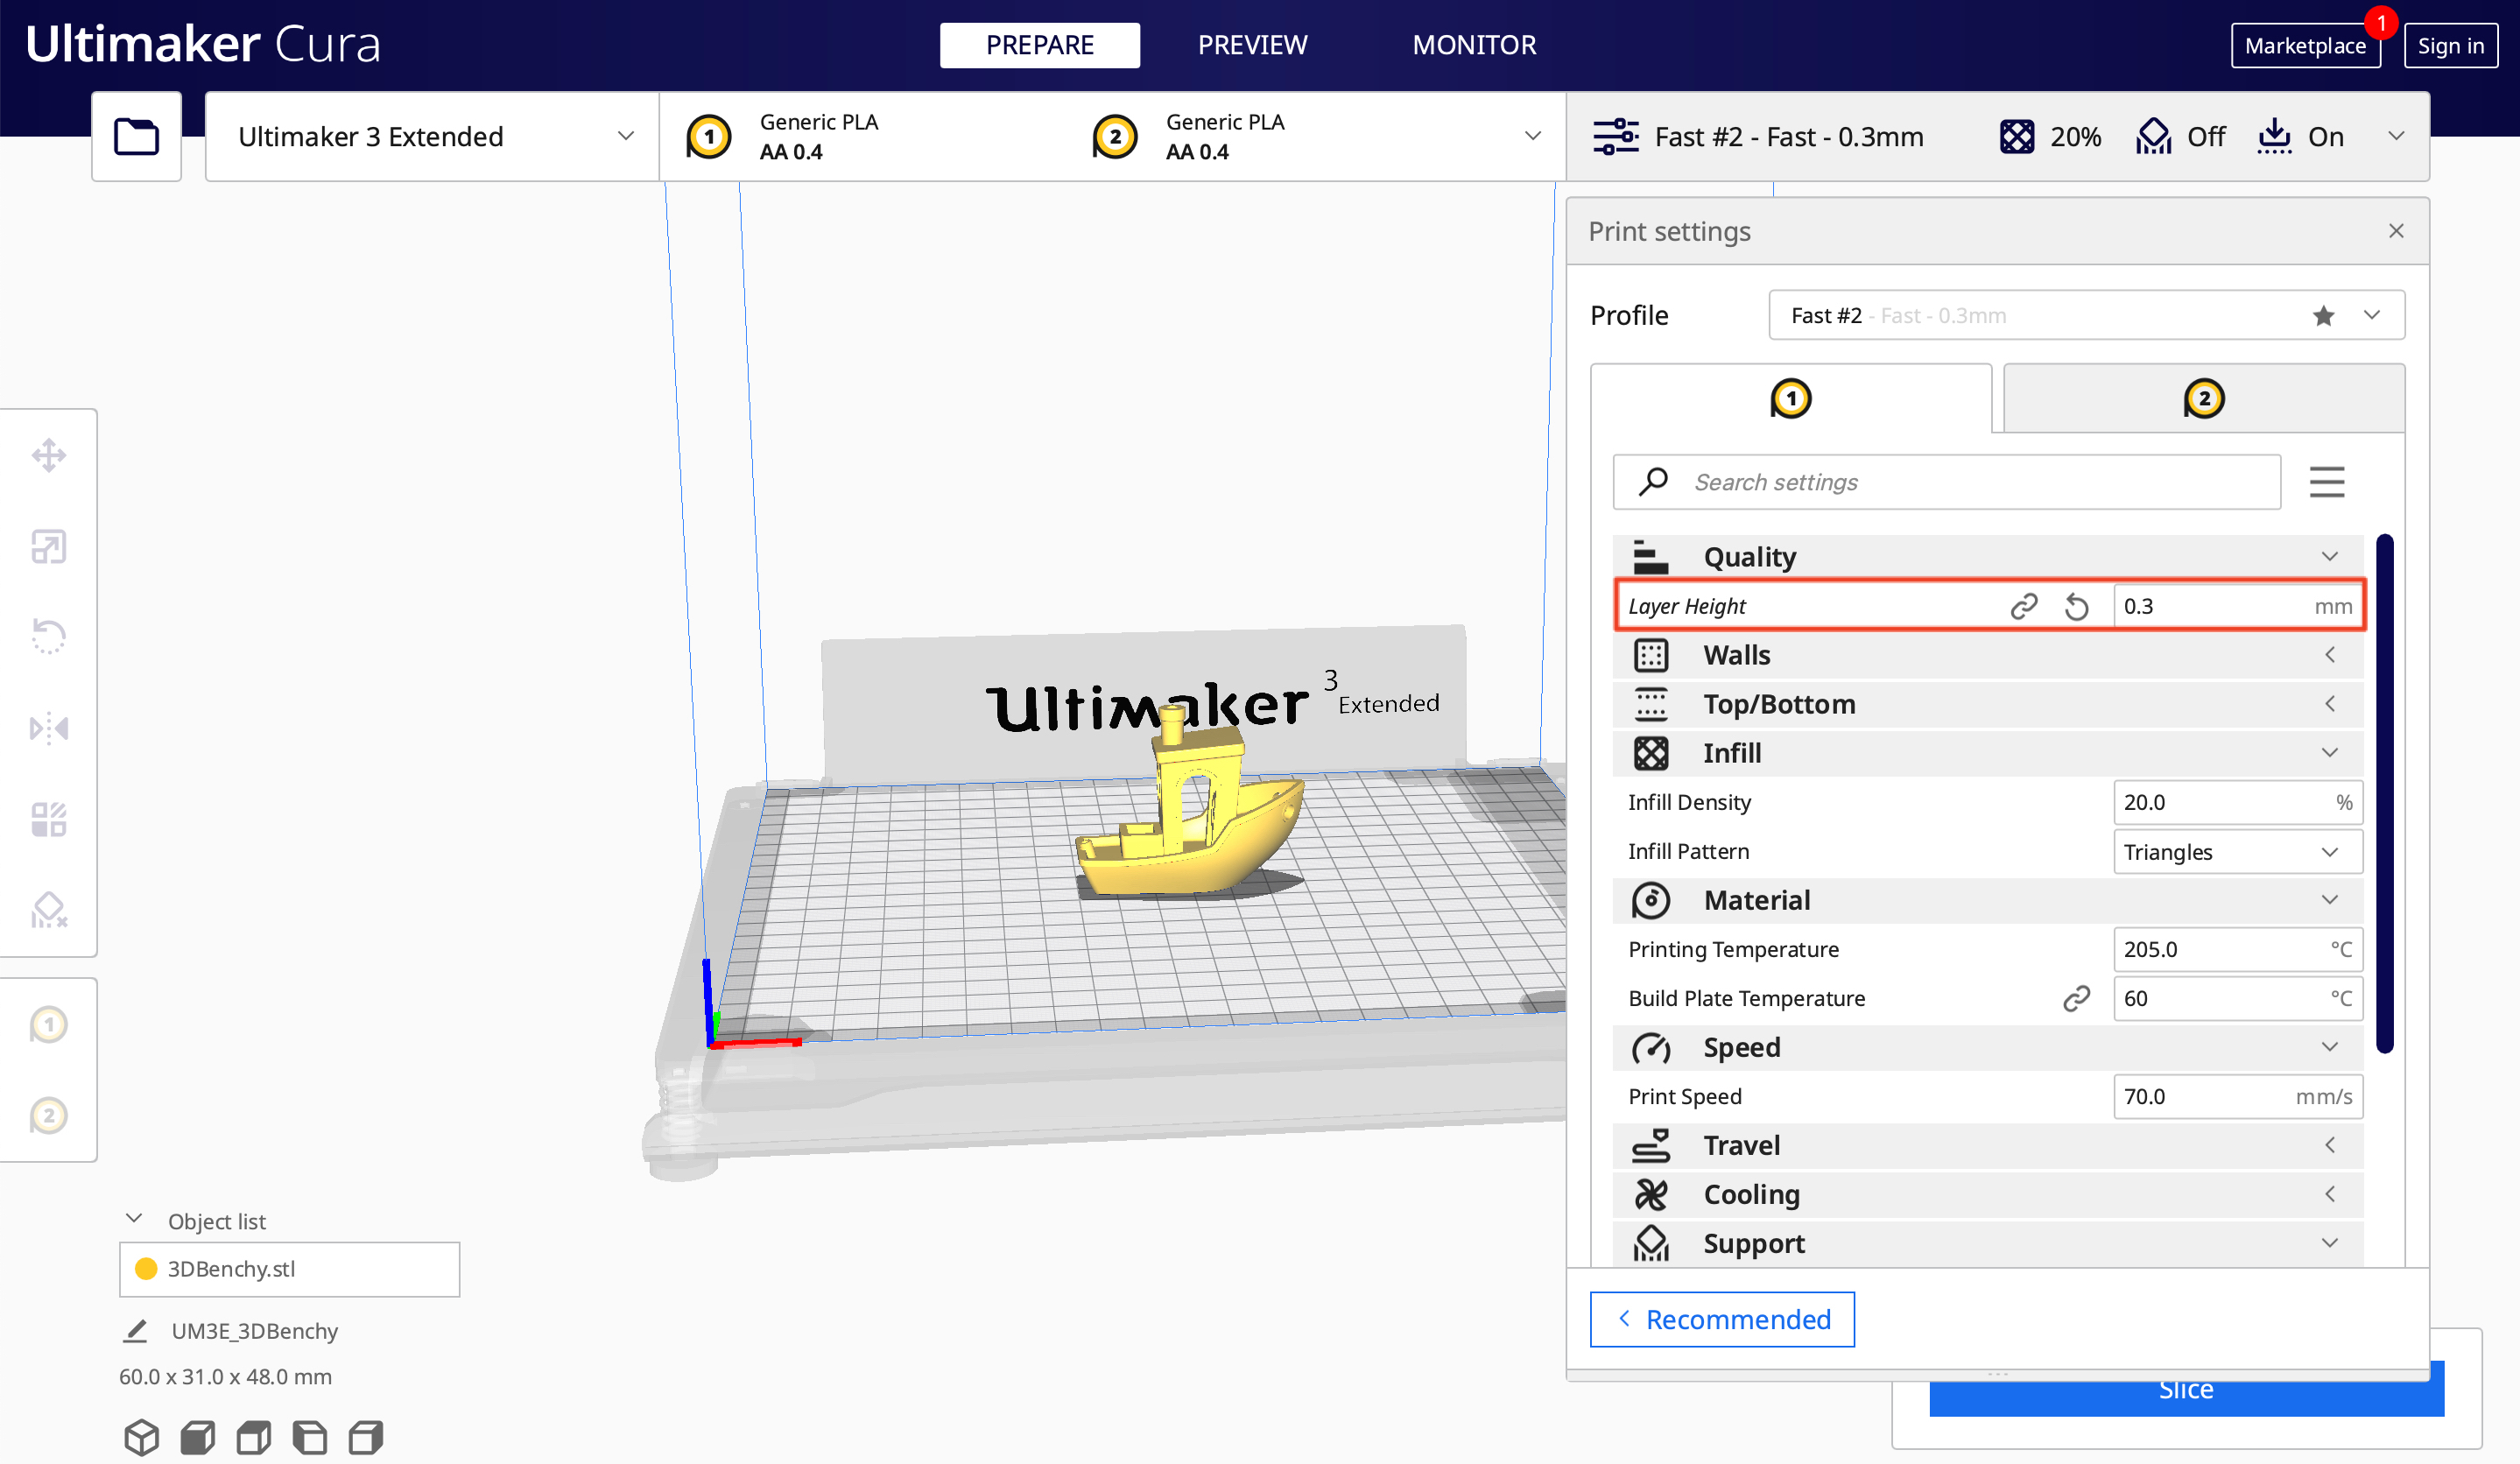 Ultimaker Cura
PREPARE
PREVIEW
MONITOR
Marketplace
1
Sign in
Ultimaker 3 Extended
1
Generic PLA
AA 0.4
2
Generic PLA
AA 0.4
Fast #2 - Fast - 0.3mm
20%
Off
On
Print settings
Profile
Fast #2 - Fast - 0.3mm
1
2
Search settings
Quality
Layer Height 0.3 mm
Walls
Top/Bottom
Infill
Infill Density 20.0 %
Infill Pattern Triangles
Material
Printing Temperature 205.0 °C
Build Plate Temperature 60 °C
Speed
Print Speed 70.0 mm/s
Travel
Cooling
Support
Recommended
Slice
Ultimaker 3
Extended
1
2
Object list
3DBenchy.stl
UM3E_3DBenchy
60.0 x 31.0 x 48.0 mm